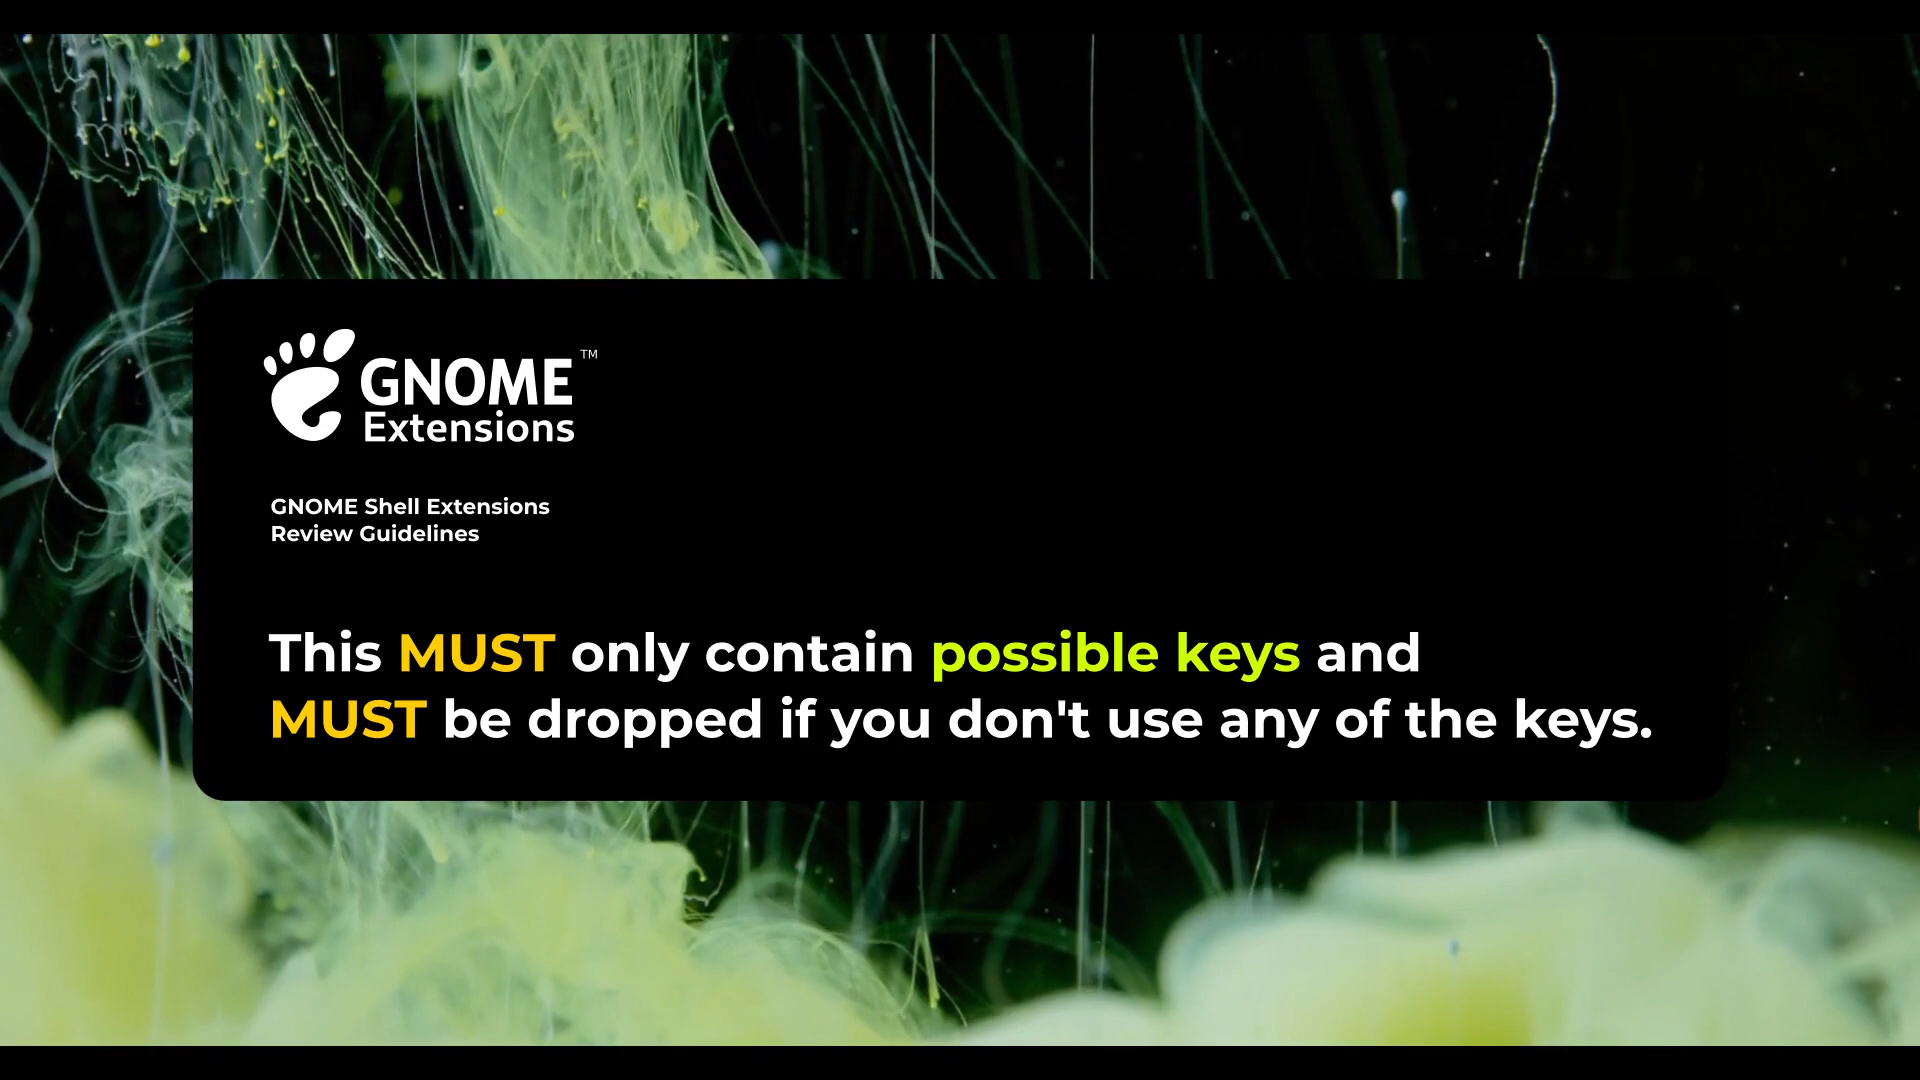 GNOME™
Extensions
GNOME Shell Extensions
Review Guidelines
This MUST only contain possible keys and
MUST be dropped if you don't use any of the keys.